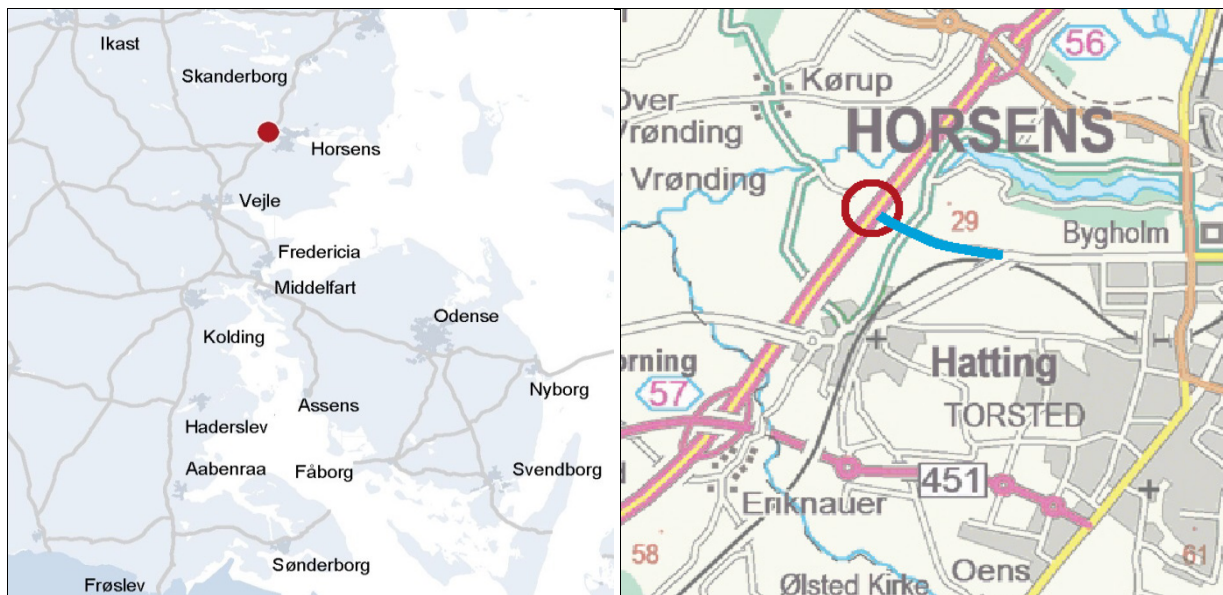 Ikast
Skanderborg
Horsens
Vejle
Fredericia
Middelfart
Odense
Kolding
Nyborg
Assens
Haderslev
Aabenraa
Fåborg
Svendborg
Sønderborg
Frøslev
56
Kørup
Over
Vrønding
HORSENS
Vrønding
29
Bygholm
Hatting
orning
57
TORSTED
451
Eriknauer
58
61
Oens
Ølsted Kirke